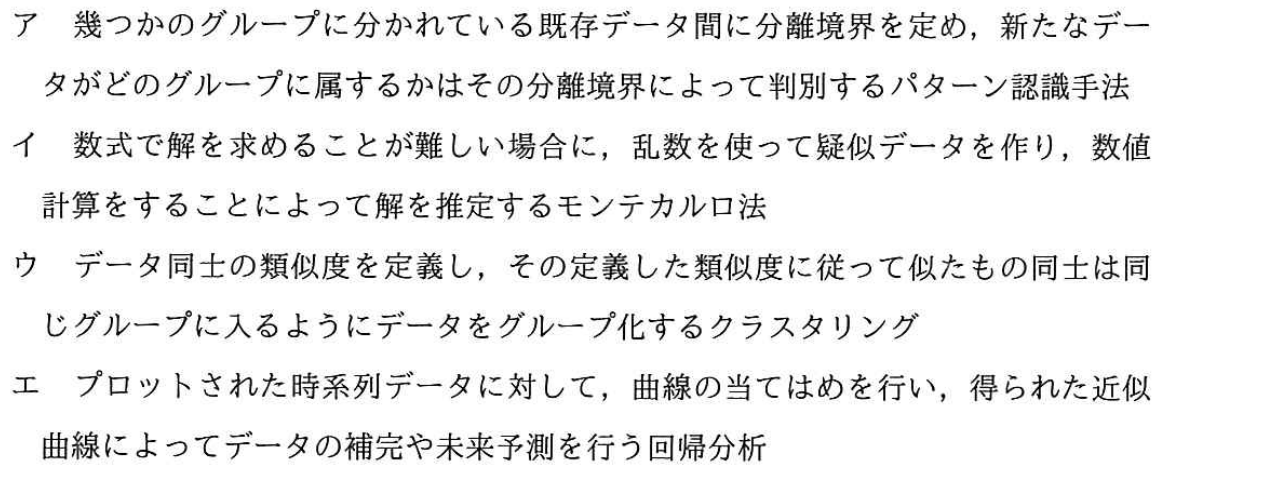 ア　幾つかのグループに分かれている既存データ間に分離境界を定め，新たなデー
タがどのグループに属するかはその分離境界によって判別するパターン認識手法
イ　数式で解を求めることが難しい場合に，乱数を使って疑似データを作り，数値
計算をすることによって解を推定するモンテカルロ法
ウ　データ同士の類似度を定義し，その定義した類似度に従って似たもの同士は同
じグループに入るようにデータをグループ化するクラスタリング
エ　プロットされた時系列データに対して，曲線の当てはめを行い，得られた近似
曲線によってデータの補完や未来予測を行う回帰分析